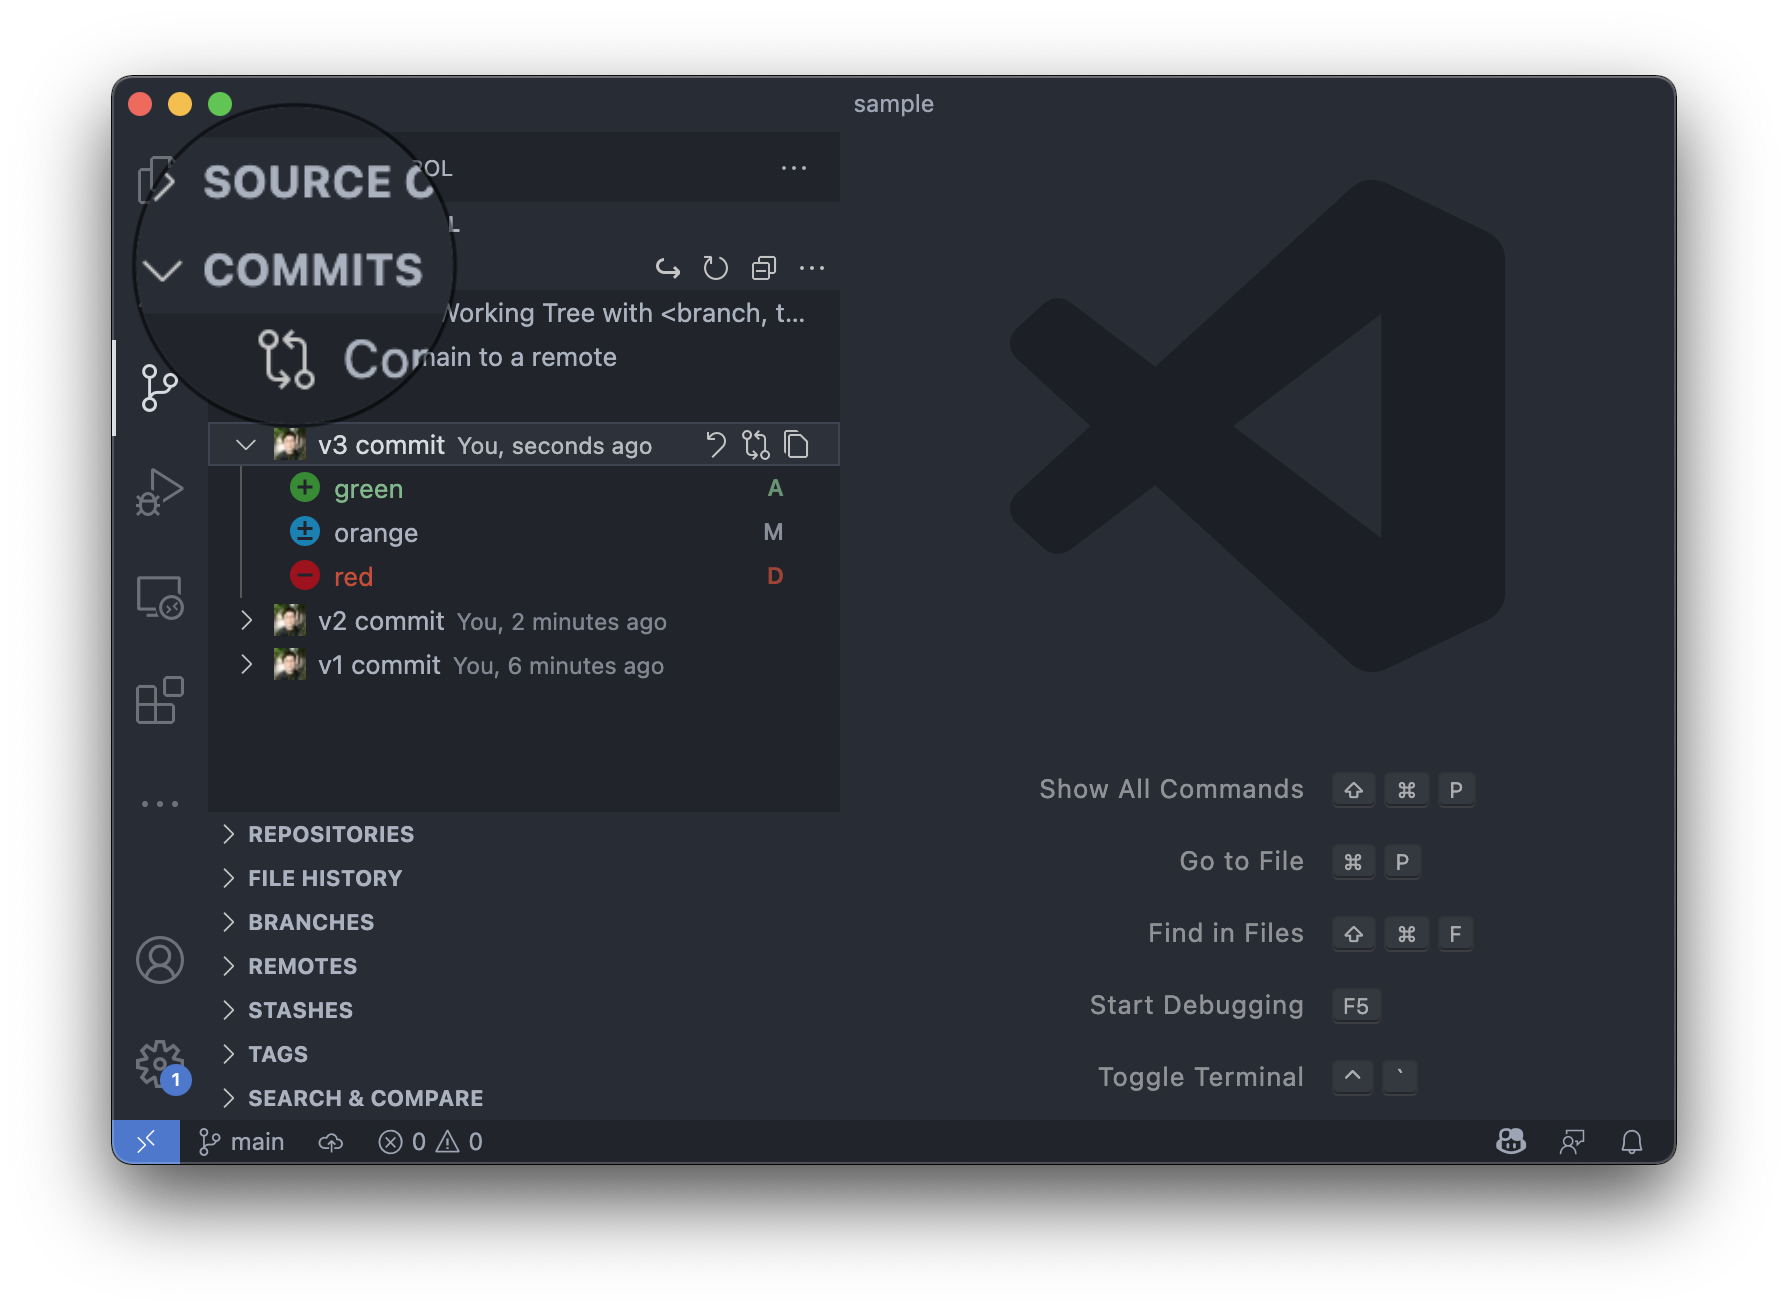 sample
SOURCE C
COMMITS
Working Tree with <branch, t...
Con main to a remote
v3 commit You, seconds ago
green A
orange M
red D
v2 commit You, 2 minutes ago
v1 commit You, 6 minutes ago
REPOSITORIES
FILE HISTORY
BRANCHES
REMOTES
STASHES
TAGS
SEARCH & COMPARE
Show All Commands ⇧ ⌘ P
Go to File ⌘ P
Find in Files ⇧ ⌘ F
Start Debugging F5
Toggle Terminal ^ `
1
main 0 0